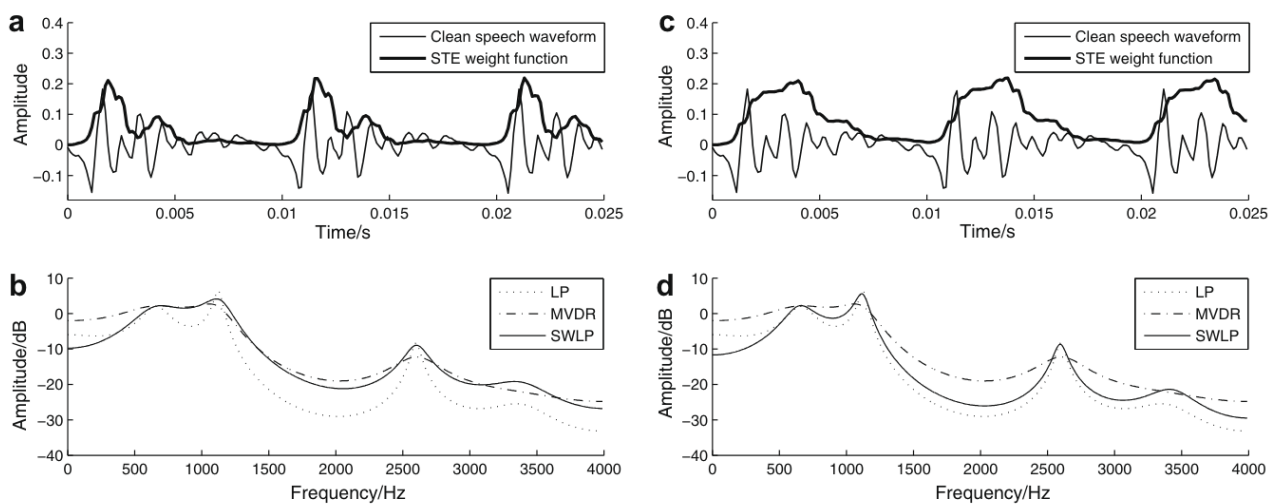 a
0.4
0.3
0.2
0.1
0
−0.1
Amplitude
Clean speech waveform
STE weight function
0 0.005 0.01 0.015 0.02 0.025
Time/s
c
0.4
0.3
0.2
0.1
0
−0.1
Amplitude
Clean speech waveform
STE weight function
0 0.005 0.01 0.015 0.02 0.025
Time/s
b
10
0
−10
−20
−30
−40
Amplitude/dB
LP
MVDR
SWLP
0 500 1000 1500 2000 2500 3000 3500 4000
Frequency/Hz
d
10
0
−10
−20
−30
−40
Amplitude/dB
LP
MVDR
SWLP
0 500 1000 1500 2000 2500 3000 3500 4000
Frequency/Hz